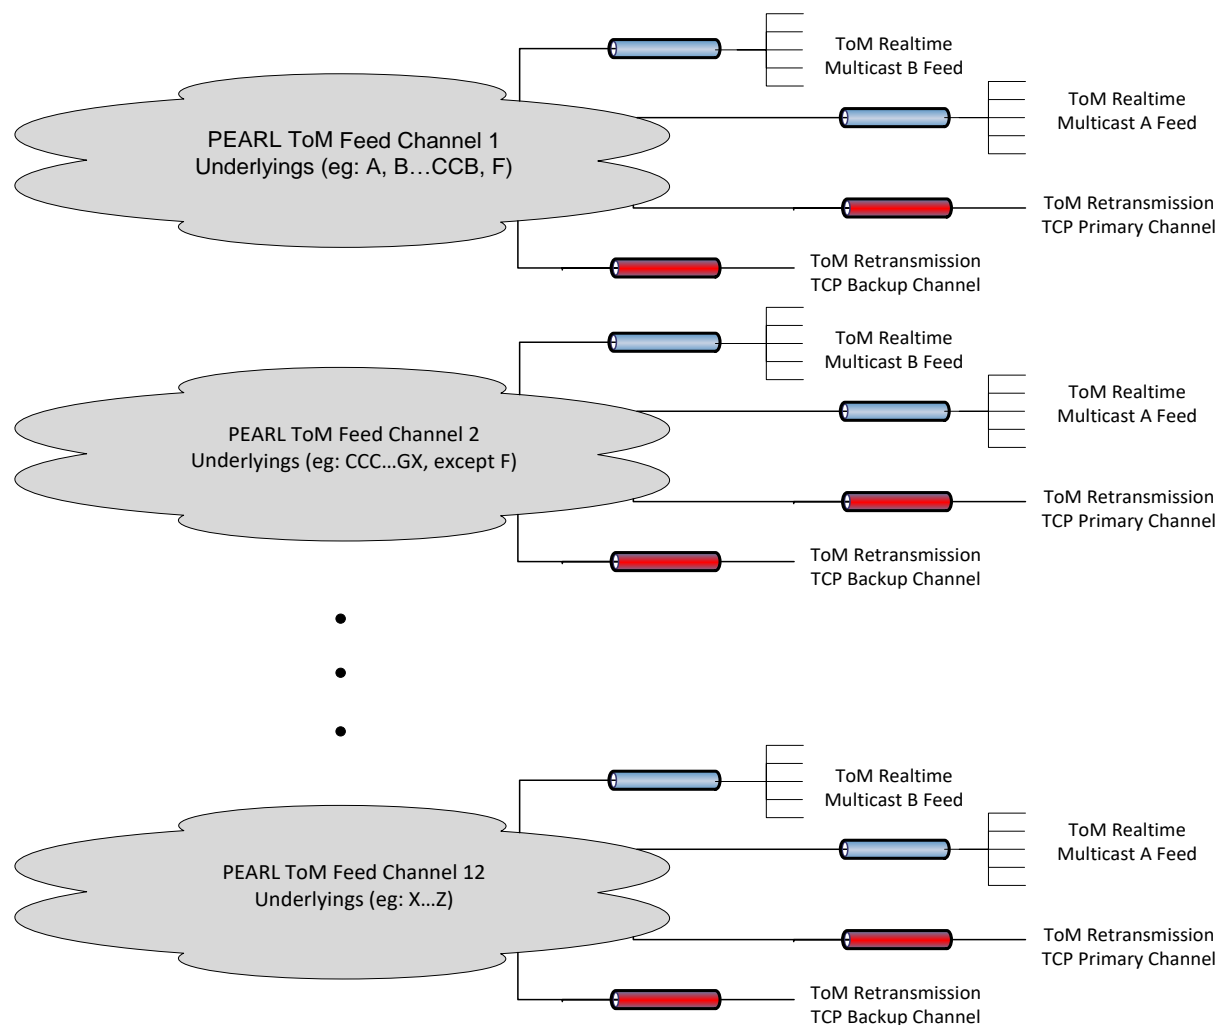 ToM Realtime
Multicast B Feed
ToM Realtime
Multicast A Feed
PEARL ToM Feed Channel 1
Underlyings (eg: A, B…CCB, F)
ToM Retransmission
TCP Primary Channel
ToM Retransmission
TCP Backup Channel
ToM Realtime
Multicast B Feed
ToM Realtime
Multicast A Feed
PEARL ToM Feed Channel 2
Underlyings (eg: CCC…GX, except F)
ToM Retransmission
TCP Primary Channel
ToM Retransmission
TCP Backup Channel
ToM Realtime
Multicast B Feed
ToM Realtime
Multicast A Feed
PEARL ToM Feed Channel 12
Underlyings (eg: X…Z)
ToM Retransmission
TCP Primary Channel
ToM Retransmission
TCP Backup Channel